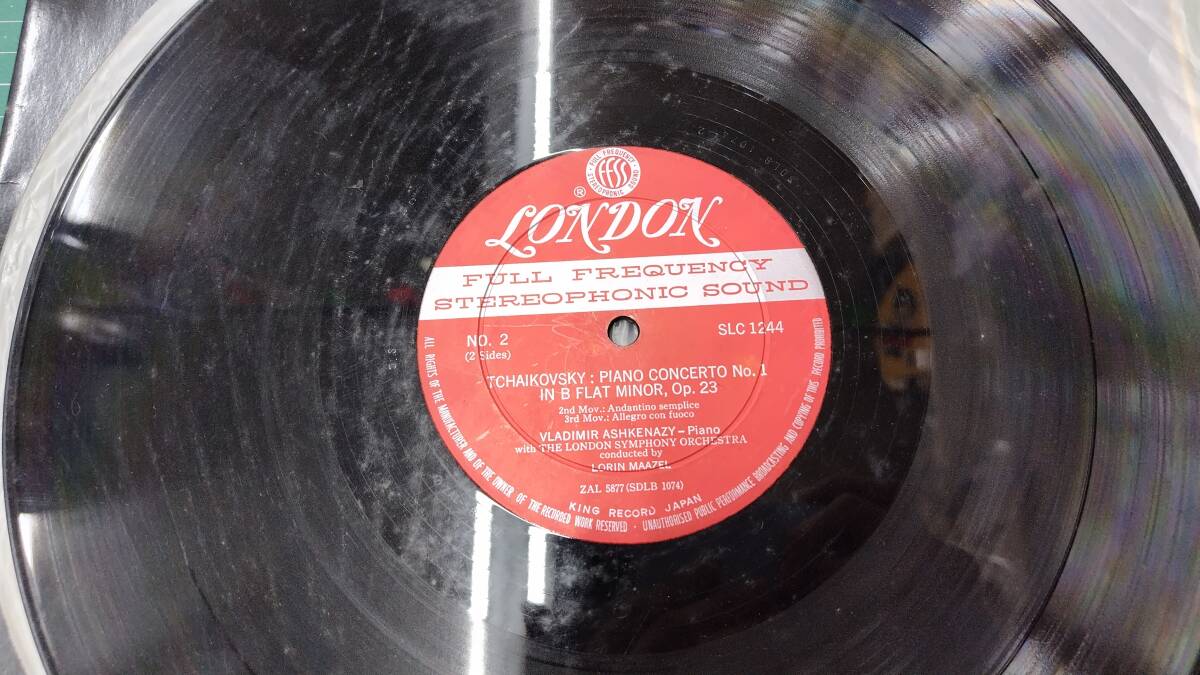 FULL FREQUENCY
STEREOPHONIC SOUND
FFSS
®
LONDON
FULL FREQUENCY
STEREOPHONIC SOUND
NO. 2
(2 Sides)
SLC 1244
TCHAIKOVSKY : PIANO CONCERTO No. 1
IN B FLAT MINOR, Op. 23
2nd Mov.: Andantino semplice
3rd Mov.: Allegro con fuoco
VLADIMIR ASHKENAZY – Piano
with THE LONDON SYMPHONY ORCHESTRA
conducted by
LORIN MAAZEL
ZAL 5877 (SDLB 1074)
KING RECORD JAPAN
ALL RIGHTS OF THE MANUFACTURER AND OF THE OWNER OF THE RECORDED WORK RESERVED · UNAUTHORISED PUBLIC PERFORMANCE BROADCASTING AND COPYING OF THIS RECORD PROHIBITED